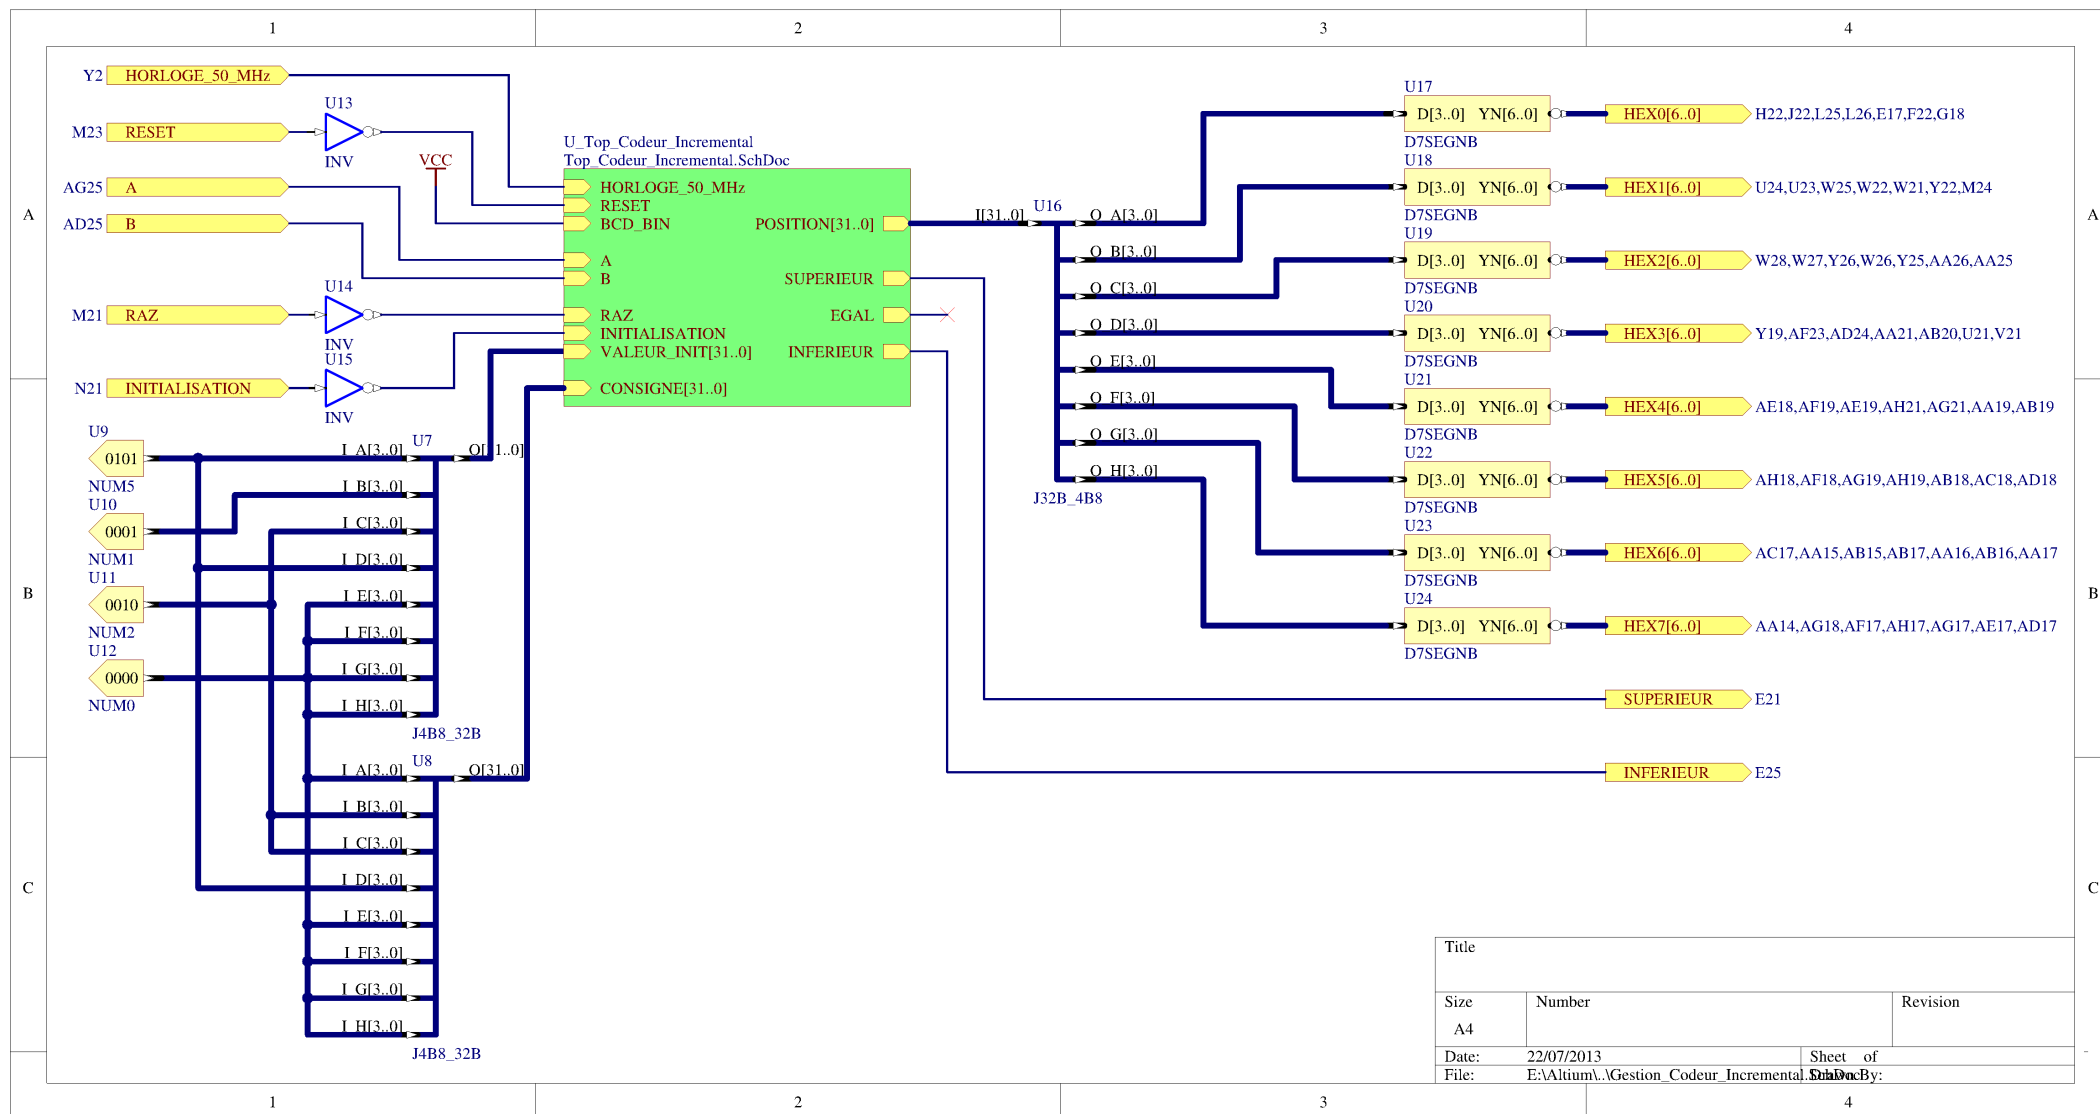 1 2 3 4
A
B
C
A
B
C
1 2 3 4
Y2 HORLOGE_50_MHz
M23 RESET
U13
INV
AG25 A
AD25 B
VCC
M21 RAZ
U14
INV
N21 INITIALISATION
U15
INV
U_Top_Codeur_Incremental
Top_Codeur_Incremental.SchDoc
HORLOGE_50_MHz
RESET
BCD_BIN POSITION[31..0]
A
B SUPERIEUR
RAZ EGAL
INITIALISATION
VALEUR_INIT[31..0] INFERIEUR
CONSIGNE[31..0]
U9
0101
NUM5
U10
0001
NUM1
U11
0010
NUM2
U12
0000
NUM0
U7
I_A[3..0] O[31..0]
I_B[3..0]
I_C[3..0]
I_D[3..0]
I_E[3..0]
I_F[3..0]
I_G[3..0]
I_H[3..0]
J4B8_32B
U8
I_A[3..0] O[31..0]
I_B[3..0]
I_C[3..0]
I_D[3..0]
I_E[3..0]
I_F[3..0]
I_G[3..0]
I_H[3..0]
J4B8_32B
U16
I[31..0] O_A[3..0]
O_B[3..0]
O_C[3..0]
O_D[3..0]
O_E[3..0]
O_F[3..0]
O_G[3..0]
O_H[3..0]
J32B_4B8
U17
D[3..0] YN[6..0] HEX0[6..0] H22,J22,L25,L26,E17,F22,G18
D7SEGNB
U18
D[3..0] YN[6..0] HEX1[6..0] U24,U23,W25,W22,W21,Y22,M24
D7SEGNB
U19
D[3..0] YN[6..0] HEX2[6..0] W28,W27,Y26,W26,Y25,AA26,AA25
D7SEGNB
U20
D[3..0] YN[6..0] HEX3[6..0] Y19,AF23,AD24,AA21,AB20,U21,V21
D7SEGNB
U21
D[3..0] YN[6..0] HEX4[6..0] AE18,AF19,AE19,AH21,AG21,AA19,AB19
D7SEGNB
U22
D[3..0] YN[6..0] HEX5[6..0] AH18,AF18,AG19,AH19,AB18,AC18,AD18
D7SEGNB
U23
D[3..0] YN[6..0] HEX6[6..0] AC17,AA15,AB15,AB17,AA16,AB16,AA17
D7SEGNB
U24
D[3..0] YN[6..0] HEX7[6..0] AA14,AG18,AF17,AH17,AG17,AE17,AD17
D7SEGNB
SUPERIEUR E21
INFERIEUR E25
Title
Size Number Revision
A4
Date: 22/07/2013 Sheet of
File: E:\Altium\..\Gestion_Codeur_Incremental.SchDoc Drawn By: